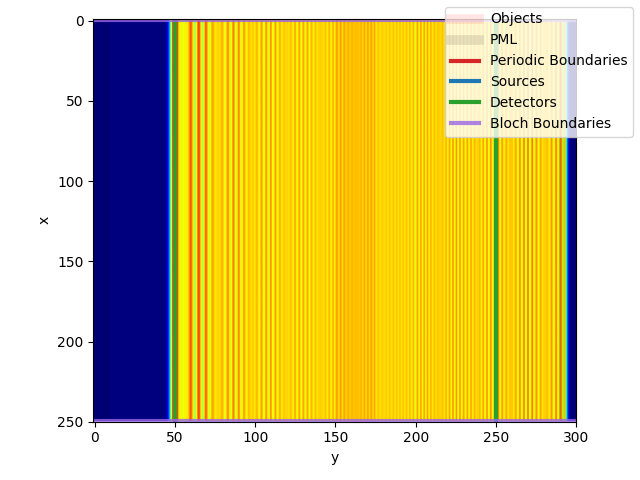 Objects
PML
Periodic Boundaries
Sources
Detectors
Bloch Boundaries
0
50
100
150
200
250
x
0 50 100 150 200 250 300
y